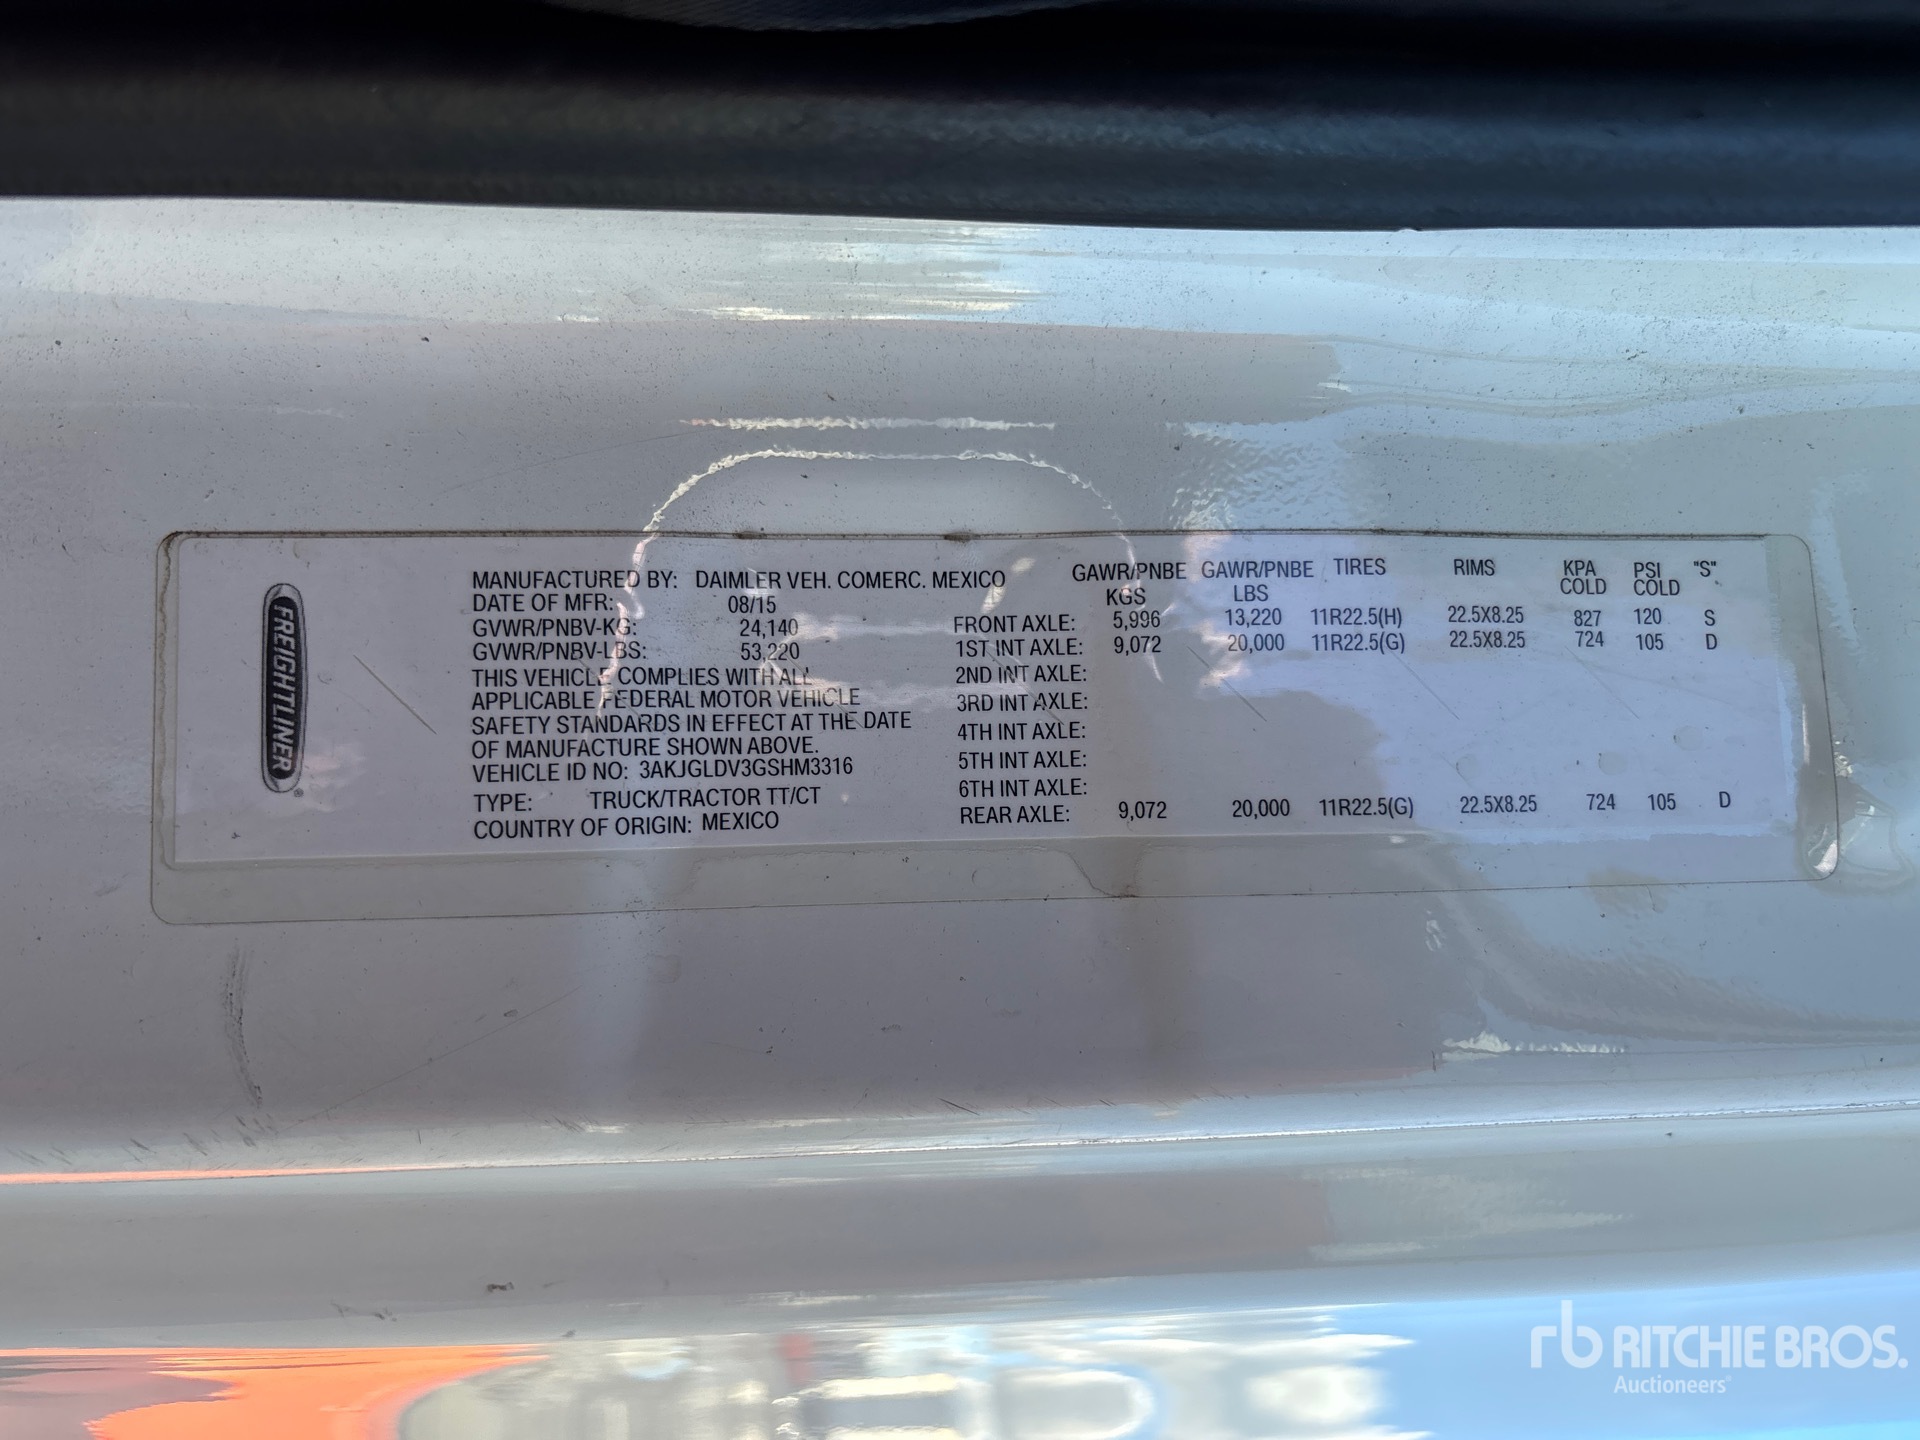 FREIGHTLINER®
MANUFACTURED BY: DAIMLER VEH. COMERC. MEXICO
DATE OF MFR: 08/15
GVWR/PNBV-KG: 24,140
GVWR/PNBV-LBS: 53,220
THIS VEHICLE COMPLIES WITH ALL
APPLICABLE FEDERAL MOTOR VEHICLE
SAFETY STANDARDS IN EFFECT AT THE DATE
OF MANUFACTURE SHOWN ABOVE.
VEHICLE ID NO: 3AKJGLDV3GSHM3316
TYPE: TRUCK/TRACTOR TT/CT
COUNTRY OF ORIGIN: MEXICO
GAWR/PNBE GAWR/PNBE TIRES RIMS KPA PSI "S"
KGS LBS COLD COLD
FRONT AXLE: 5,996 13,220 11R22.5(H) 22.5X8.25 827 120 S
1ST INT AXLE: 9,072 20,000 11R22.5(G) 22.5X8.25 724 105 D
2ND INT AXLE:
3RD INT AXLE:
4TH INT AXLE:
5TH INT AXLE:
6TH INT AXLE:
REAR AXLE: 9,072 20,000 11R22.5(G) 22.5X8.25 724 105 D
rb RITCHIE BROS.
Auctioneers